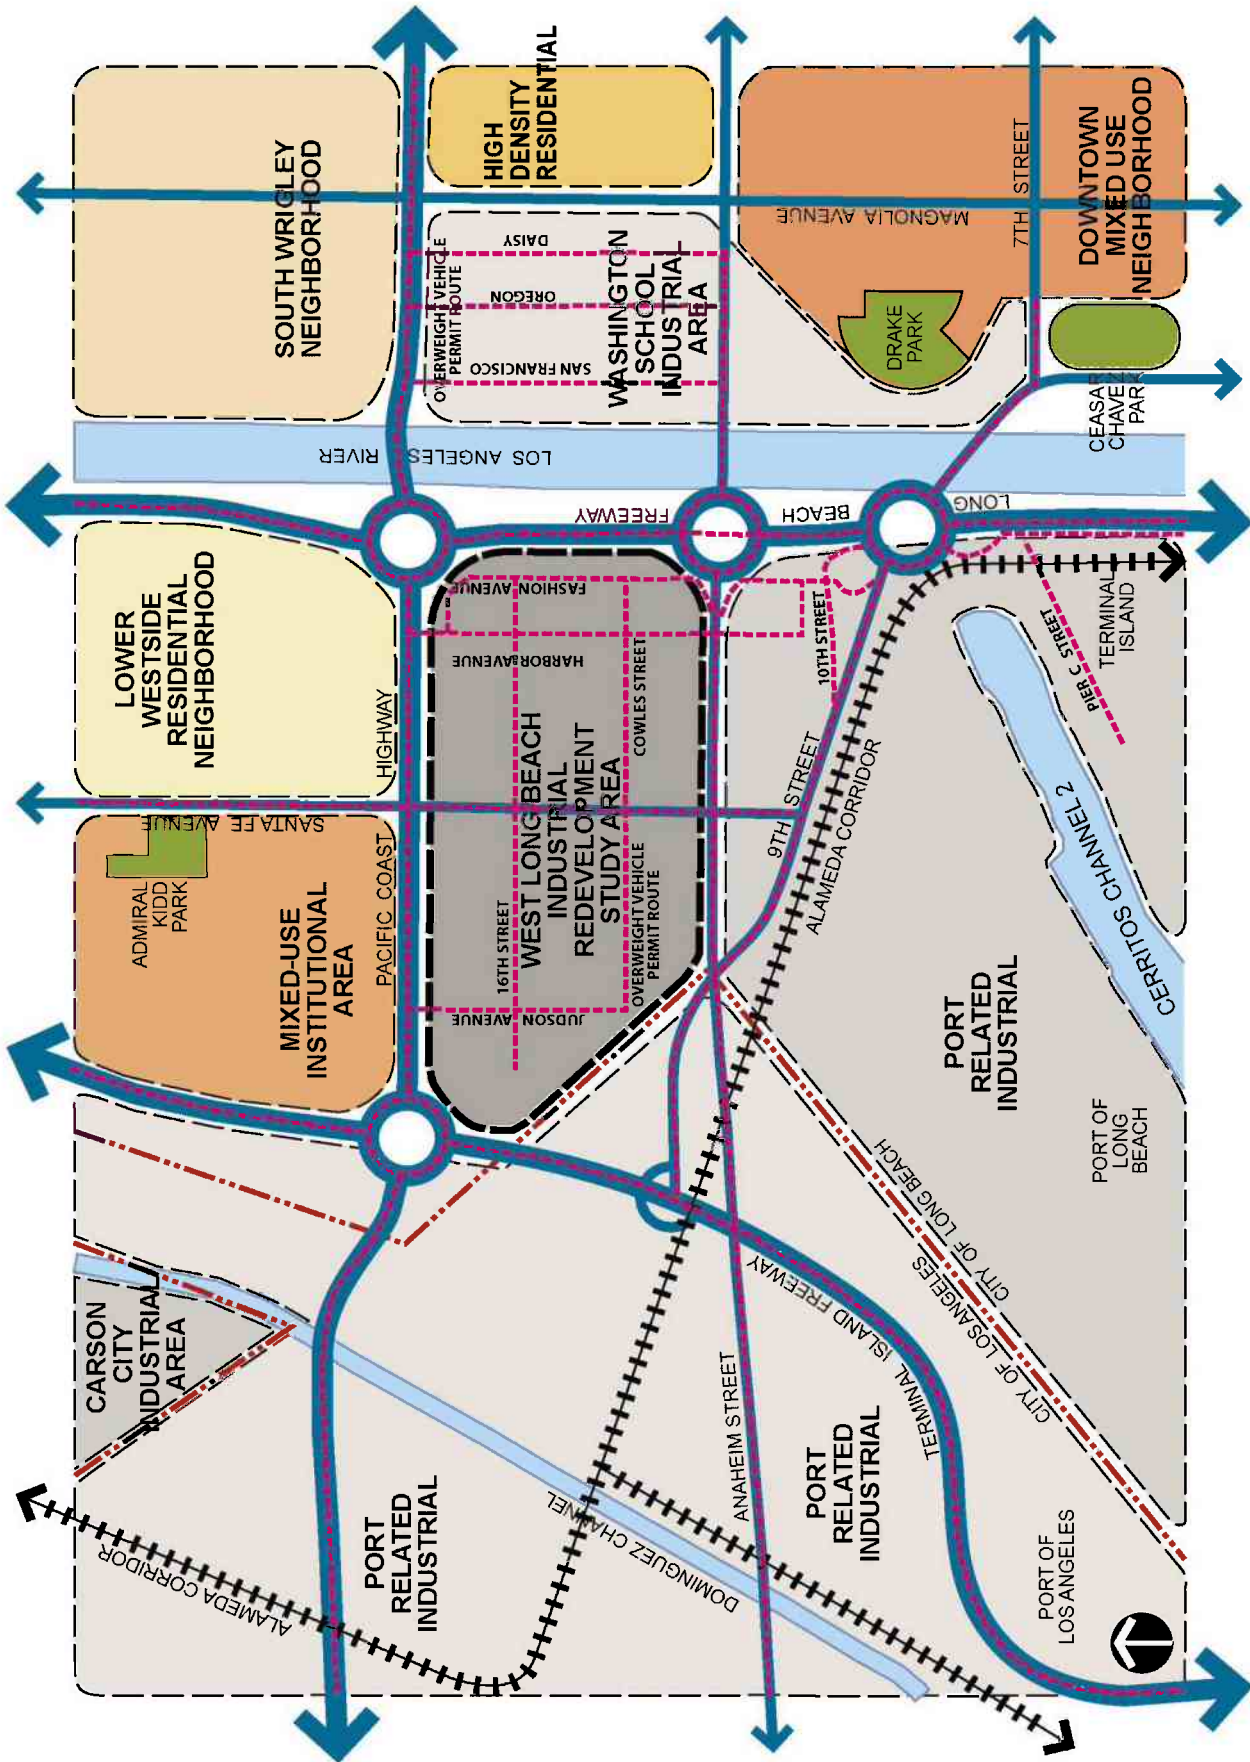 SOUTH WRIGLEY
NEIGHBORHOOD
HIGH
DENSITY
RESIDENTIAL
DOWNTOWN
MIXED USE
NEIGHBORHOOD
7TH STREET
MAGNOLIA AVENUE
DRAKE
PARK
CEASAR
CHAVEZ
PARK
OVERWEIGHT VEHICLE
PERMIT ROUTE
DAISY
OREGON
SAN FRANCISCO
WASHINGTON
SCHOOL
INDUSTRIAL
AREA
LOS ANGELES RIVER
LONG
BEACH
FREEWAY
LOWER
WESTSIDE
RESIDENTIAL
NEIGHBORHOOD
PACIFIC COAST
HIGHWAY
SANTA FE AVENUE
ADMIRAL
KIDD
PARK
MIXED-USE
INSTITUTIONAL
AREA
FASHION AVENUE
HARBOR AVENUE
COWLES STREET
16TH STREET
WEST LONG BEACH
INDUSTRIAL
REDEVELOPMENT
STUDY AREA
OVERWEIGHT VEHICLE
PERMIT ROUTE
JUDSON AVENUE
10TH STREET
9TH STREET
ALAMEDA CORRIDOR
PIER C STREET
TERMINAL
ISLAND
CERRITOS CHANNEL 2
PORT
RELATED
INDUSTRIAL
PORT OF
LONG
BEACH
CITY OF LONG BEACH
CITY OF LOS ANGELES
CARSON
CITY
INDUSTRIAL
AREA
ALAMEDA CORRIDOR
PORT
RELATED
INDUSTRIAL
DOMINGUEZ CHANNEL
ANAHEIM STREET
TERMINAL ISLAND FREEWAY
PORT
RELATED
INDUSTRIAL
PORT OF
LOS ANGELES